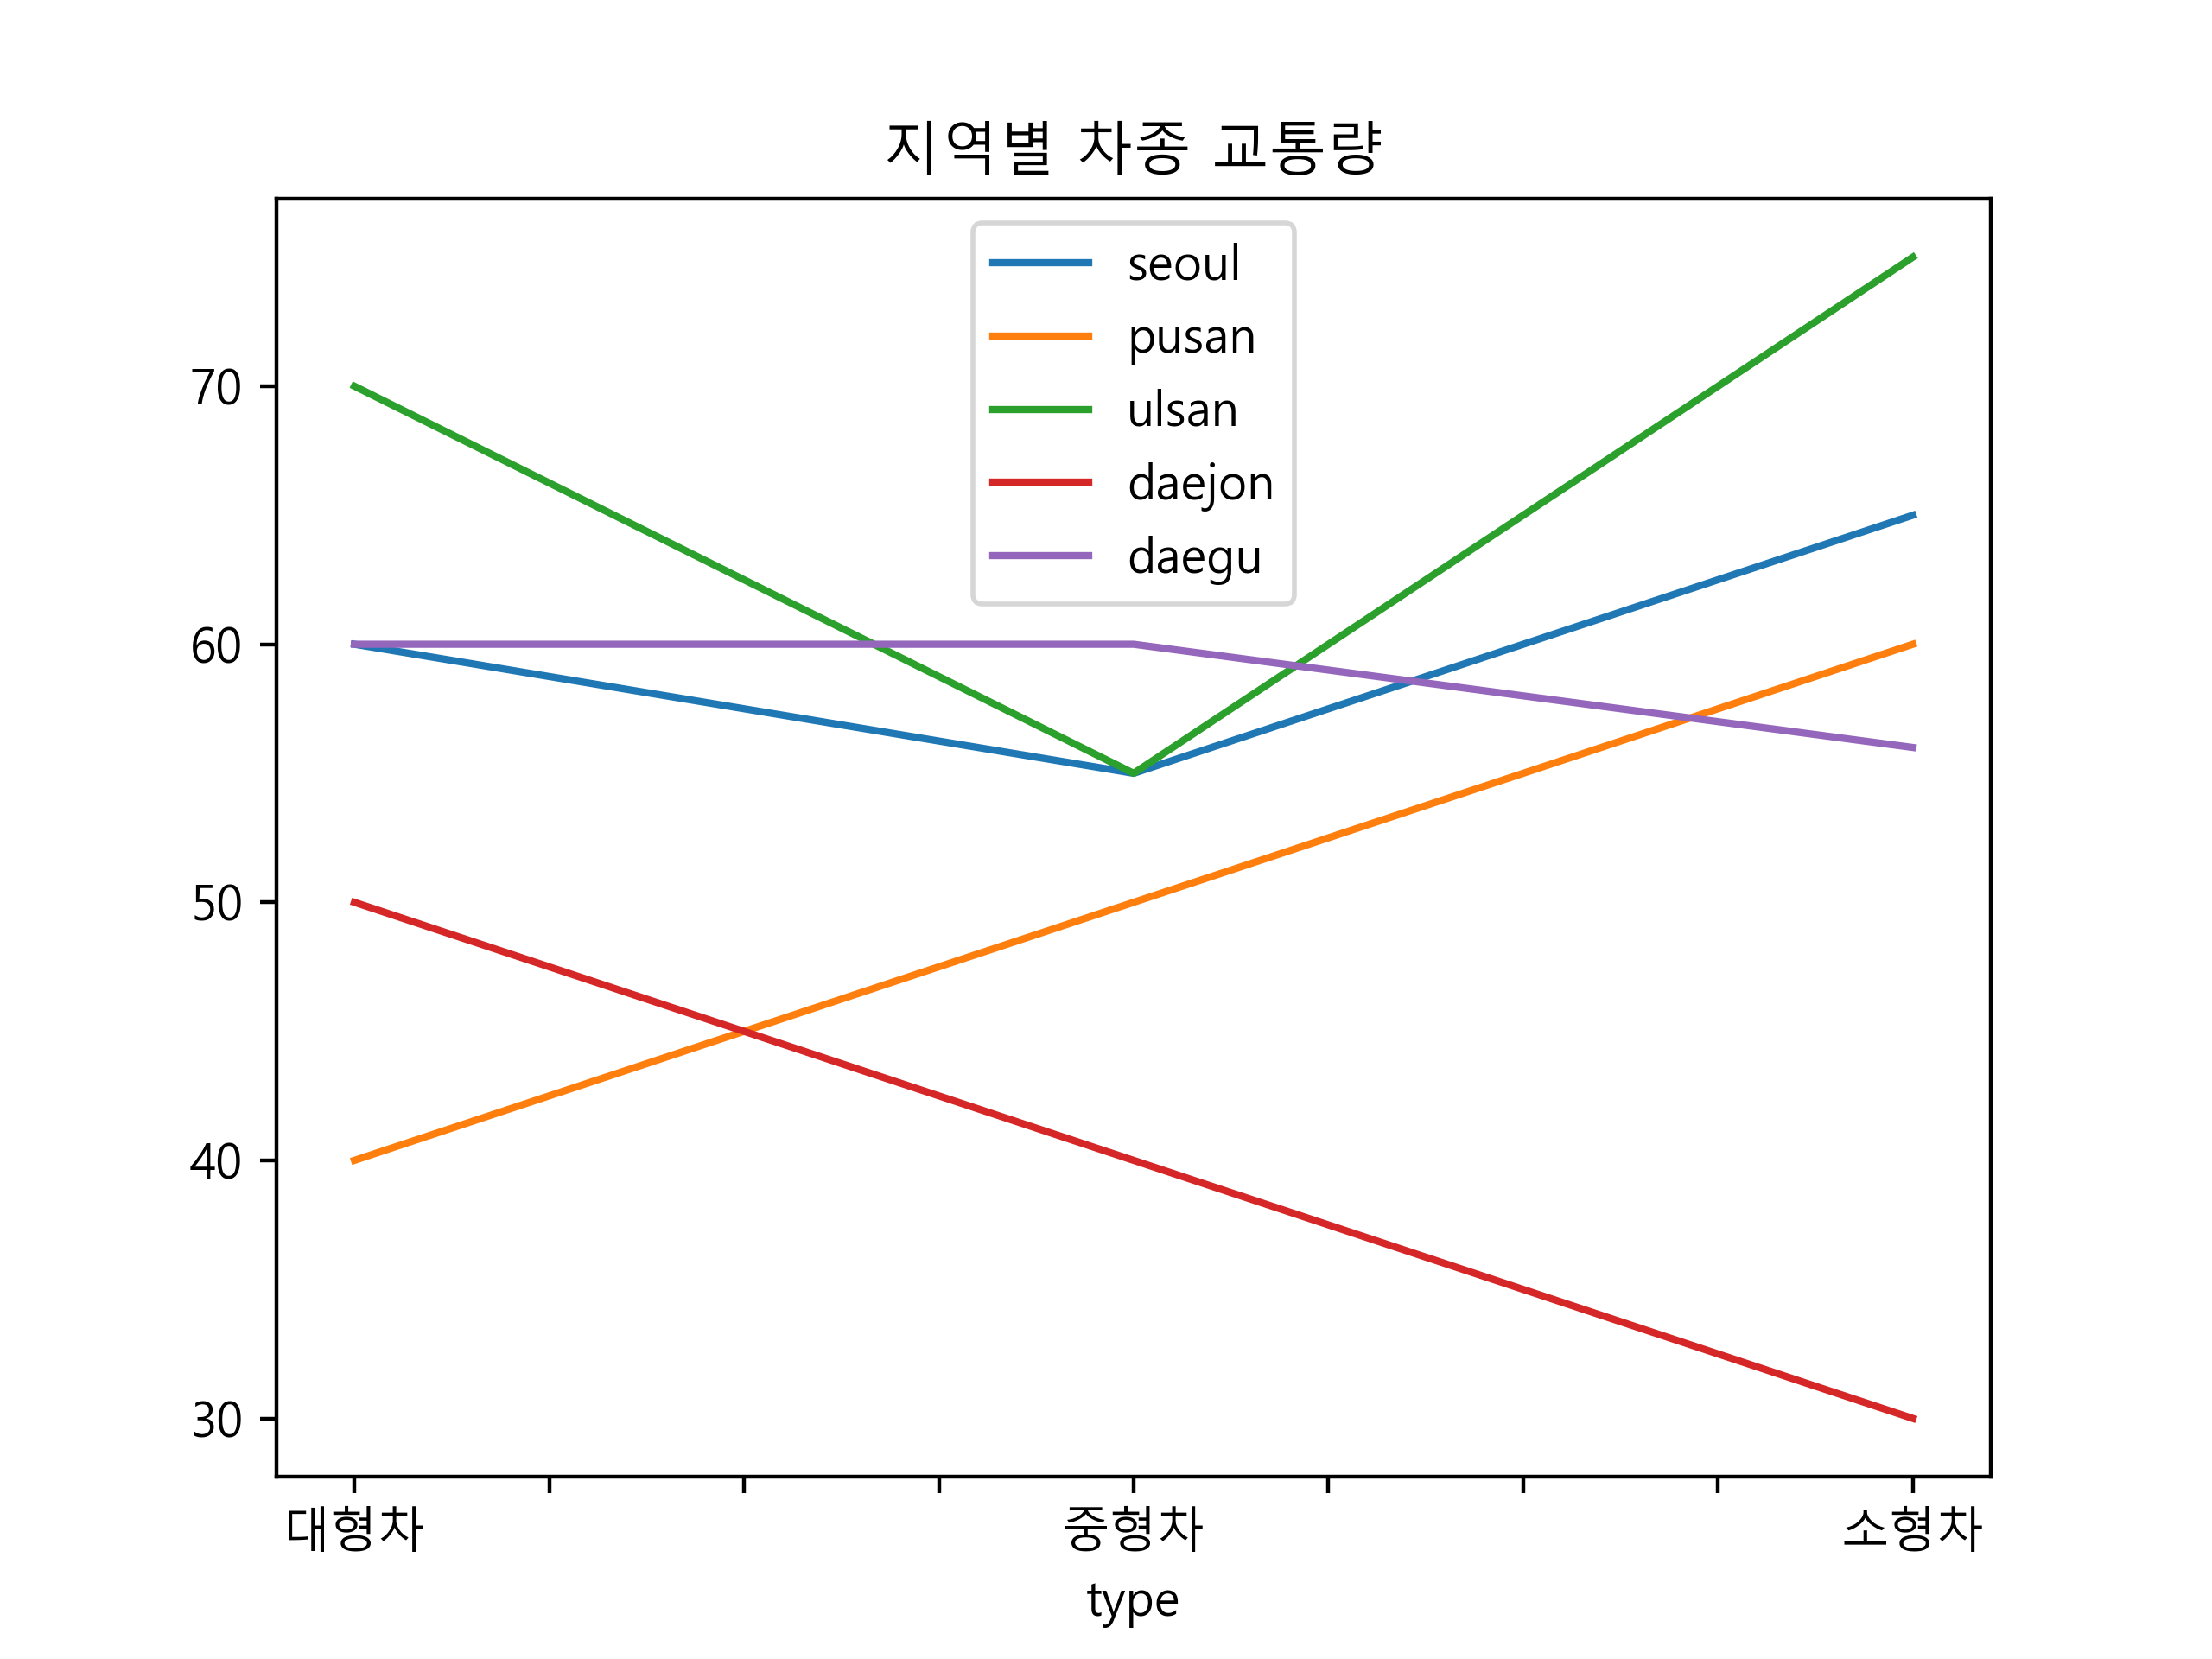 지역별 차종 교통량
seoul
pusan
ulsan
daejon
daegu
70
60
50
40
30
대형차 중형차 소형차
type